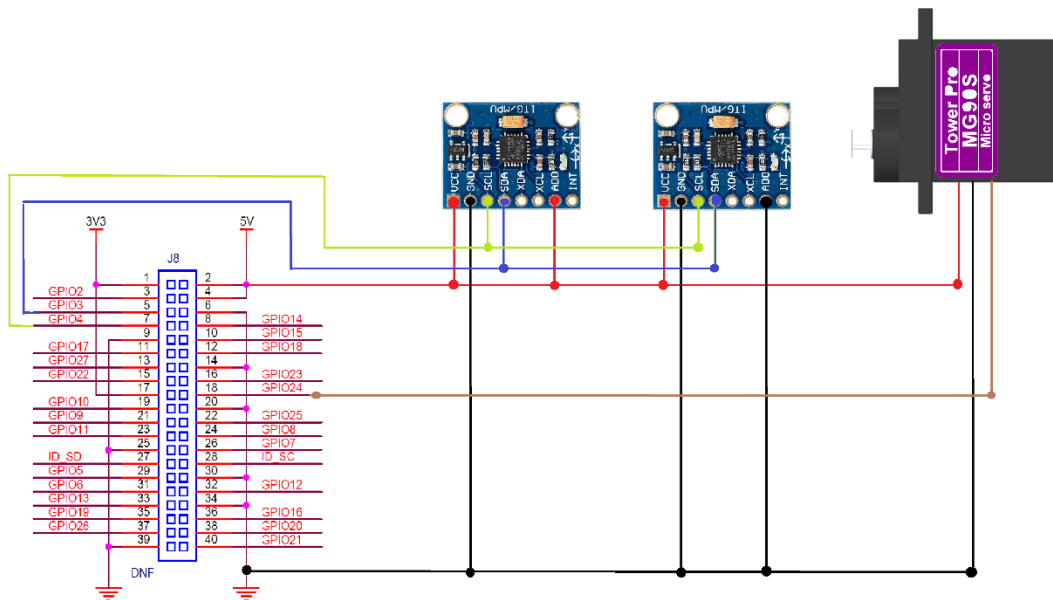 ITG/MPU
VCC
GND
SCL
SDA
XDA
XCL
ADO
INT
ITG/MPU
VCC
GND
SCL
SDA
XDA
XCL
ADO
INT
Tower Pro
MG90S
Micro servo
3V3
5V
J8
1 2
GPIO2 3 4
GPIO3 5 6
GPIO4 7 8 GPIO14
9 10 GPIO15
GPIO17 11 12 GPIO18
GPIO27 13 14
GPIO22 15 16 GPIO23
17 18 GPIO24
GPIO10 19 20
GPIO9 21 22 GPIO25
GPIO11 23 24 GPIO8
25 26 GPIO7
ID_SD 27 28 ID_SC
GPIO5 29 30
GPIO6 31 32 GPIO12
GPIO13 33 34
GPIO19 35 36 GPIO16
GPIO26 37 38 GPIO20
39 40 GPIO21
DNF